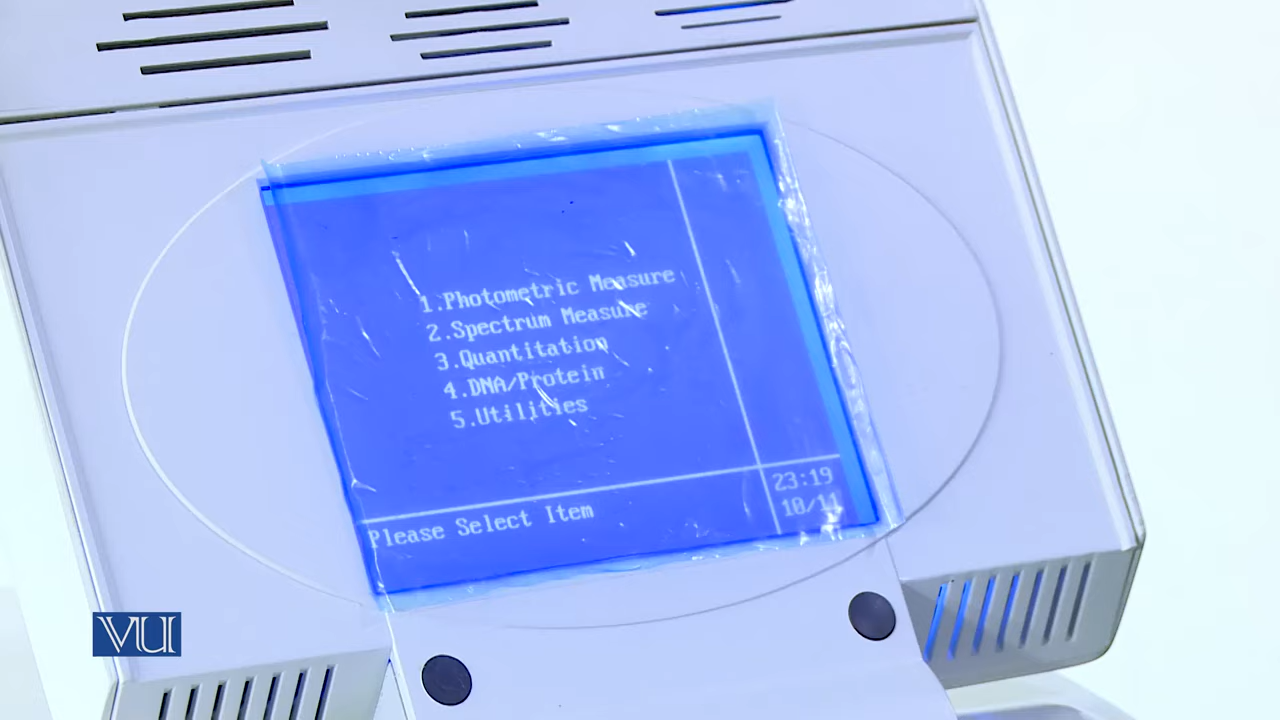 1.Photometric Measure
2.Spectrum Measure
3.Quantitation
4.DNA/Protein
5.Utilities
23:19
10/11
Please Select Item
VU